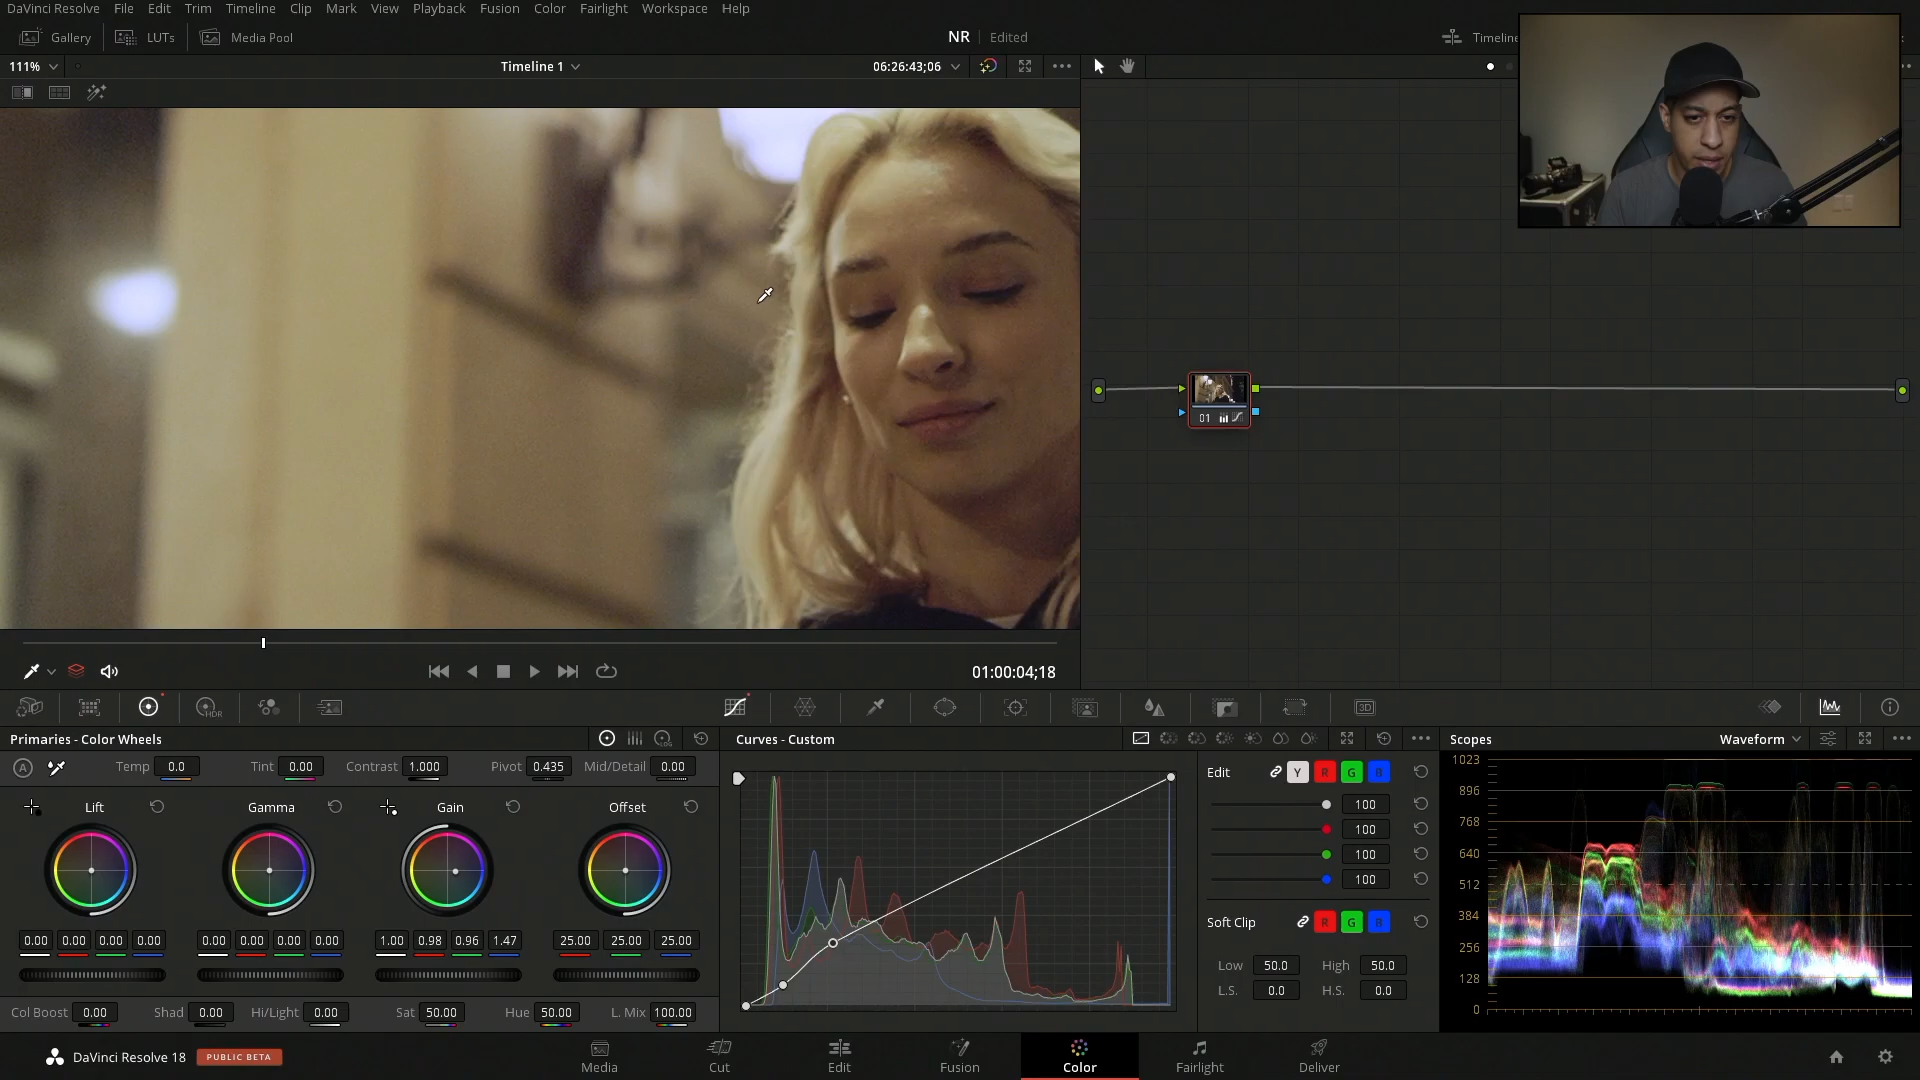 DaVinci Resolve File Edit Trim Timeline Clip Mark View Playback Fusion Color Fairlight Workspace Help
Gallery LUTs Media Pool NR Edited Timeline
111% Timeline 1 06:26:43;06
01
01:00:04;18
HDR 3D
Primaries - Color Wheels Curves - Custom Scopes Waveform
A Temp 0.0 Tint 0.00 Contrast 1.000 Pivot 0.435 Mid/Detail 0.00
Lift Gamma Gain Offset
0.00 0.00 0.00 0.00 0.00 0.00 0.00 0.00 1.00 0.98 0.96 1.47 25.00 25.00 25.00
Col Boost 0.00 Shad 0.00 Hi/Light 0.00 Sat 50.00 Hue 50.00 L. Mix 100.00
Edit Y R G B
100
100
100
100
Soft Clip R G B
Low 50.0 High 50.0
L.S. 0.0 H.S. 0.0
1023
896
768
640
512
384
256
128
0
DaVinci Resolve 18 PUBLIC BETA
Media Cut Edit Fusion Color Fairlight Deliver